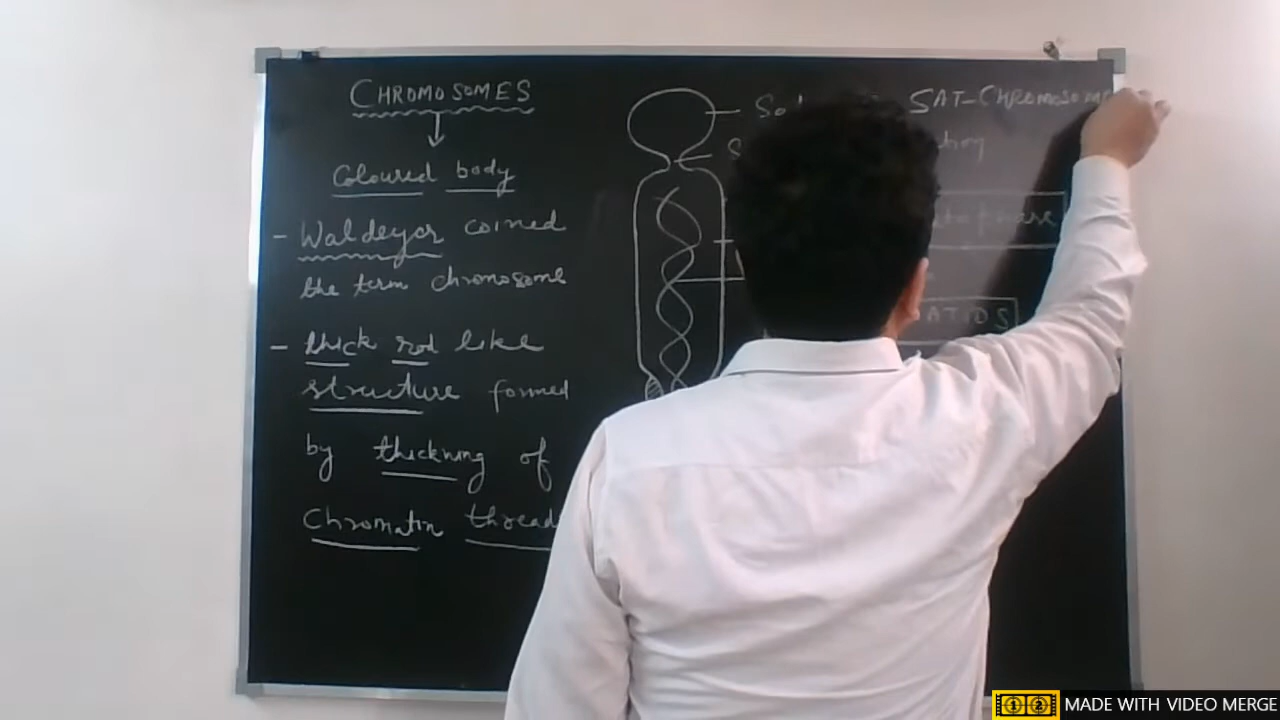 CHROMOSOMES
Coloured body
- Waldeyer coined
the term chromosome
- thick rod like
structure formed
by thickning of
Chromatin thread
SAT-CHROMOSOME
MADE WITH VIDEO MERGE